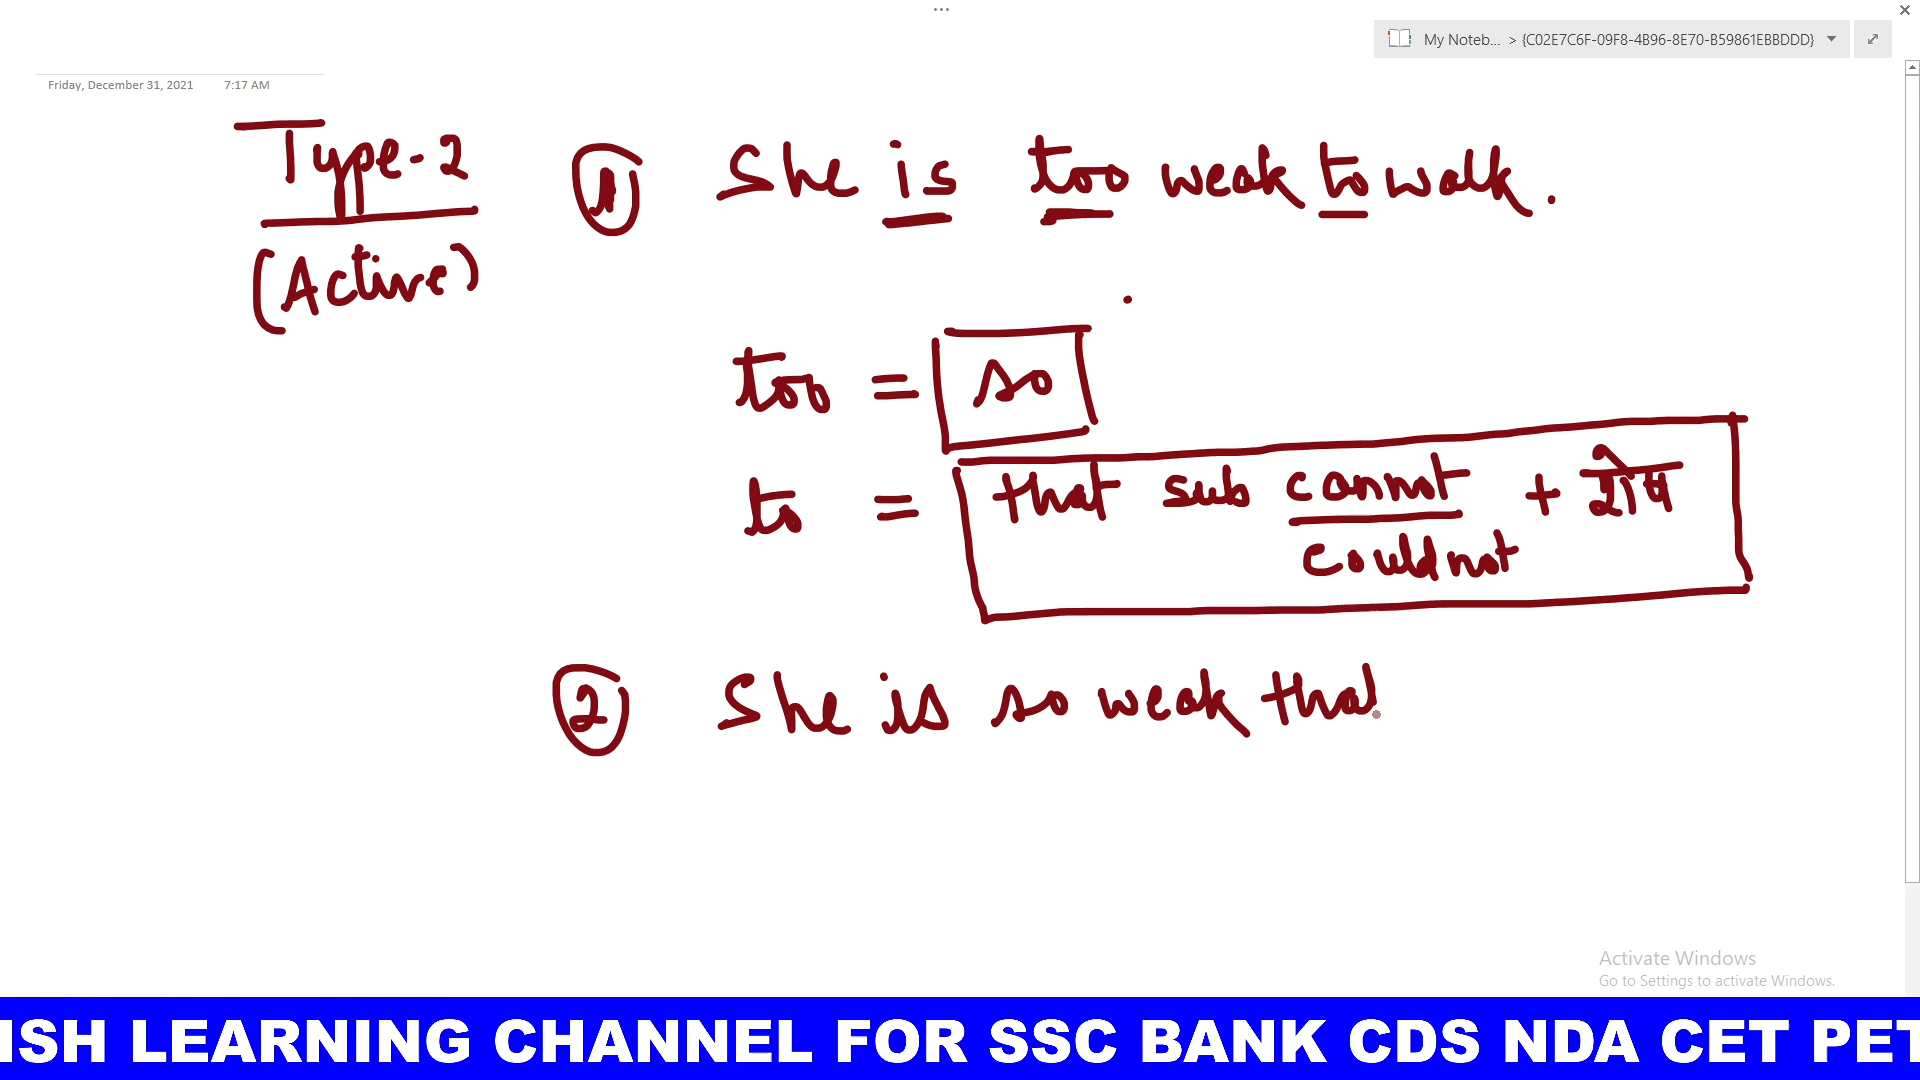 ...
My Noteb... > {C02E7C6F-09F8-4B96-8E70-B59861EBBDDD}
Friday, December 31, 2021 7:17 AM
Type-2
(Active)
① She is too weak to walk.
too = so
to = that sub cannot +
could not
② She is so weak that
Activate Windows
Go to Settings to activate Windows.
ISH LEARNING CHANNEL FOR SSC BANK CDS NDA CET PET